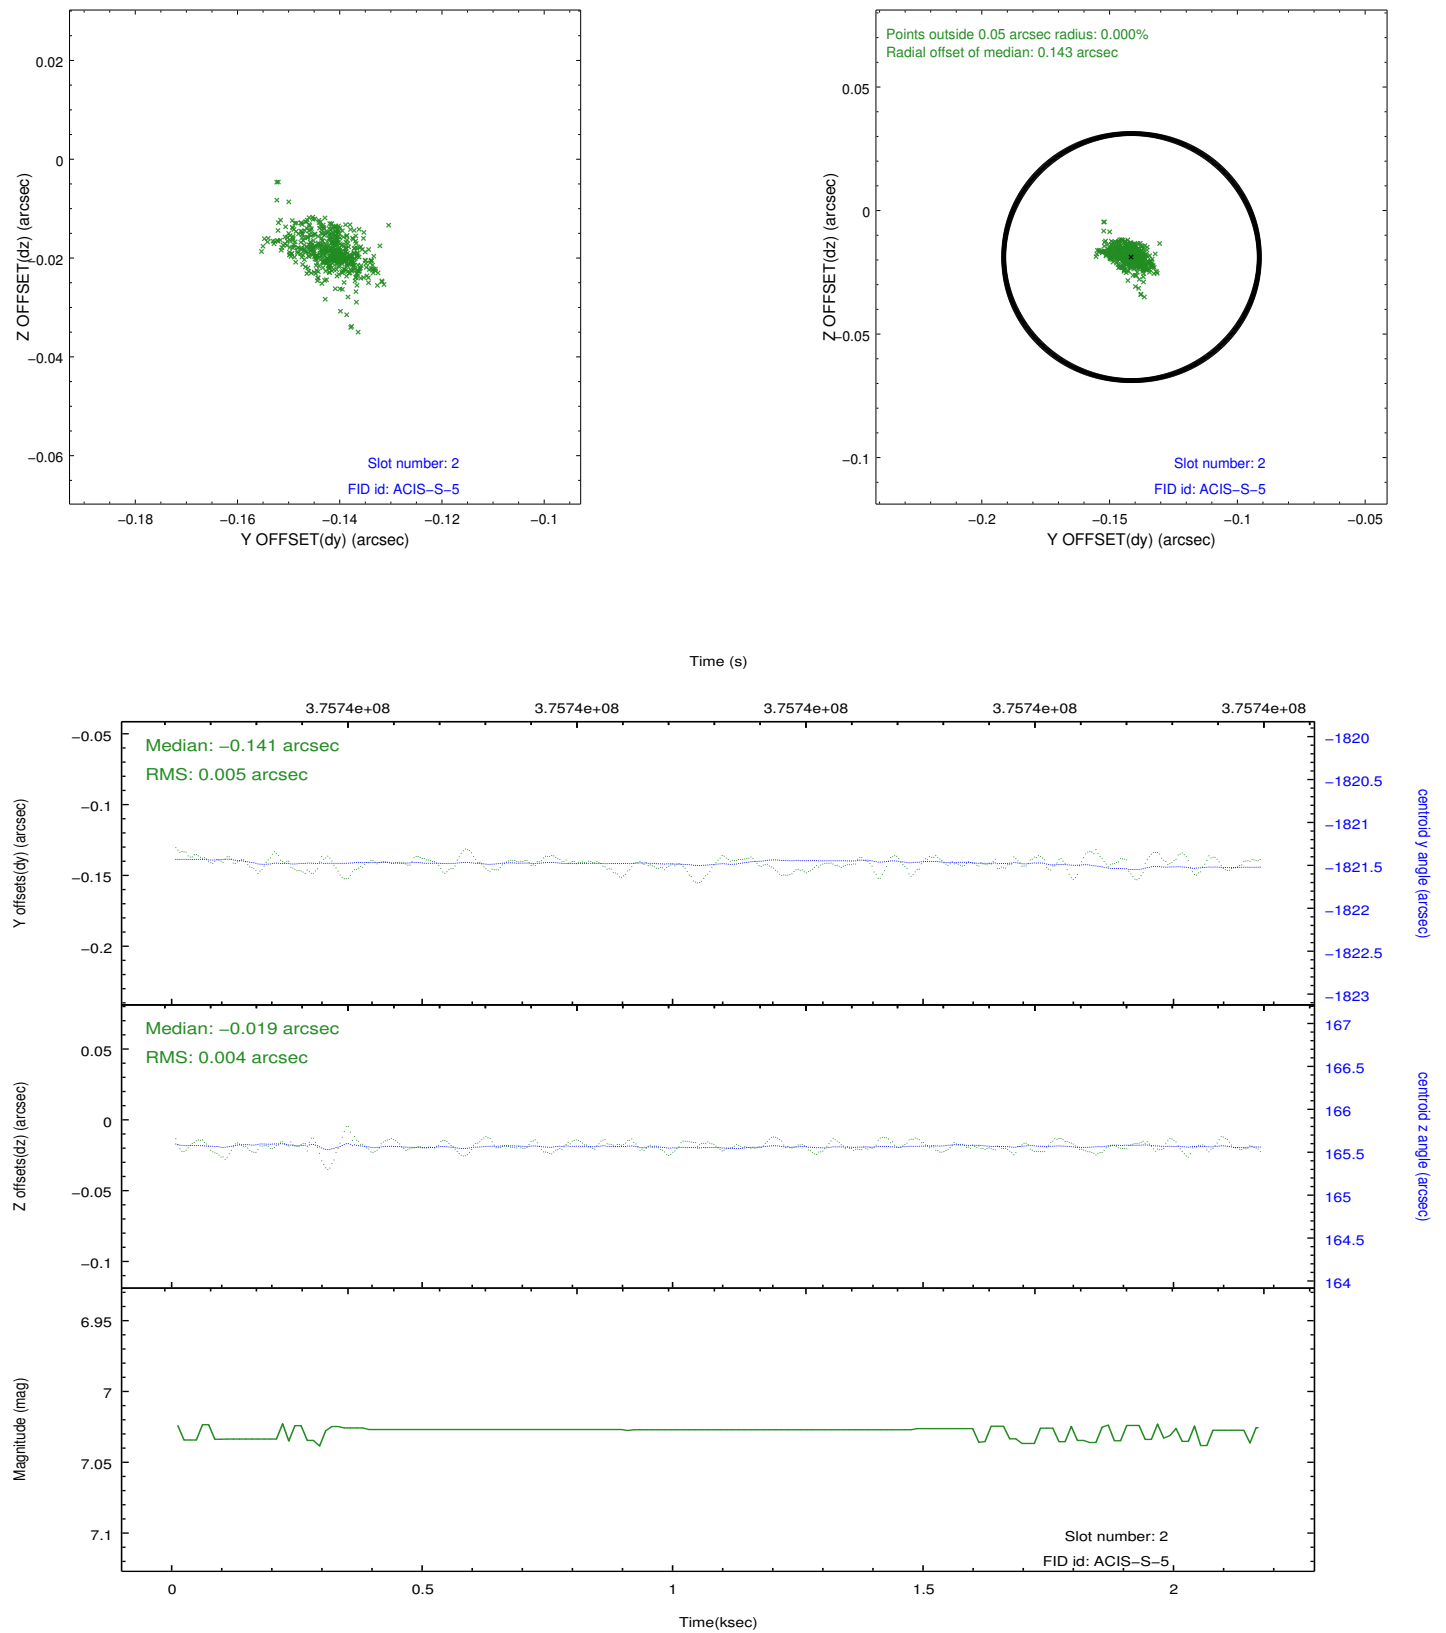 Points outside 0.05 arcsec radius: 0.000%
Radial offset of median: 0.143 arcsec
0.02
0
−0.02
−0.04
−0.06
Z OFFSET(dz) (arcsec)
Slot number: 2
FID id: ACIS−S−5
−0.18
−0.16
−0.14
−0.12
−0.1
Y OFFSET(dy) (arcsec)
0.05
0
−0.05
−0.1
Z OFFSET(dz) (arcsec)
Slot number: 2
FID id: ACIS−S−5
−0.2
−0.15
−0.1
−0.05
Y OFFSET(dy) (arcsec)
Time (s)
3.7574e+08
3.7574e+08
3.7574e+08
3.7574e+08
3.7574e+08
Median: −0.141 arcsec
RMS: 0.005 arcsec
−0.05
−0.1
−0.15
−0.2
Y offsets(dy) (arcsec)
−1820
−1820.5
−1821
−1821.5
−1822
−1822.5
−1823
centroid y angle (arcsec)
Median: −0.019 arcsec
RMS: 0.004 arcsec
0.05
0
−0.05
−0.1
Z offsets(dz) (arcsec)
167
166.5
166
165.5
165
164.5
164
centroid z angle (arcsec)
6.95
7
7.05
7.1
Magnitude (mag)
Slot number: 2
FID id: ACIS−S−5
0
0.5
1
1.5
2
Time(ksec)